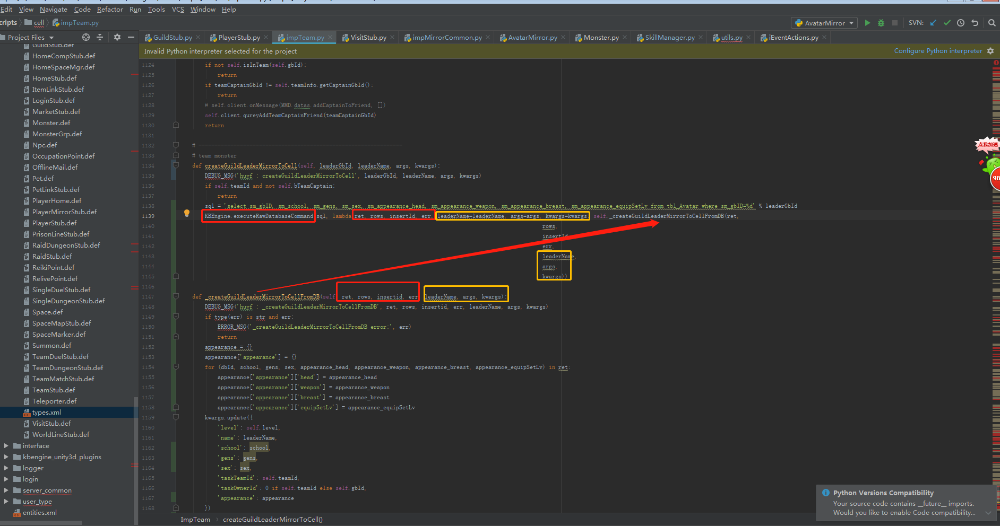 Edit View Navigate Code Refactor Run Tools VCS Window Help
cripts cell impTeam.py AvatarMirror SVN:
Project Files GuildStub.py PlayerStub.py impTeam.py VisitStub.py impMirrorCommon.py AvatarMirror.py Monster.py SkillManager.py utils.py iEventActions.py
Invalid Python interpreter selected for the project Configure Python interpreter
GuildStub.def
HomeCompStub.def
HomeSpaceMgr.def
HomeStub.def
ItemLinkStub.def
LoginStub.def
MarketStub.def
Monster.def
MonsterGrp.def
Npc.def
OccupationPoint.def
OfflineMail.def
Pet.def
PetLinkStub.def
PlayerHome.def
PlayerMirrorStub.def
PlayerStub.def
PrisonLineStub.def
RaidDungeonStub.def
RaidStub.def
ReikiPoint.def
RelivePoint.def
SingleDuelStub.def
SingleDungeonStub.def
Space.def
SpaceMapStub.def
SpaceMarker.def
Summon.def
TeamDuelStub.def
TeamDungeonStub.def
TeamMatchStub.def
TeamStub.def
Teleporter.def
types.xml
VisitStub.def
WorldLineStub.def
interface
kbengine_unity3d_plugins
logger
login
server_common
user_type
entities.xml
1124 if not self.isInTeam(self.gbId):
1125 return
1126 if teamCaptainGbId != self.teamInfo.getCaptainGbId():
1127 return
1128 # self.client.onMessage(MMD.datas.addCaptainToFriend, [])
1129 self.client.qureyAddTeamCaptainFriend(teamCaptainGbId)
1130 return
1131
1132 # ----------------------------------------------------------------
1133 # team monster
1134 def createGuildLeaderMirrorToCell(self, leaderGbId, leaderName, args, kwargs):
1135 DEBUG_MSG('huyf : createGuildLeaderMirrorToCell', leaderGbId, leaderName, args, kwargs)
1136 if self.teamId and not self.bTeamCaptain:
1137 return
1138 sql = 'select sm_gbID, sm_school, sm_gens, sm_sex, sm_appearance_head, sm_appearance_weapon, sm_appearance_breast, sm_appearance_equipSetLv from tbl_Avatar where sm_gbID=%d' % leaderGbId
1139 KBEngine.executeRawDatabaseCommand(sql, lambda ret, rows, insertId, err, leaderName=leaderName, args=args, kwargs=kwargs: self._createGuildLeaderMirrorToCellFromDB(ret,
1140 rows,
1141 insertId,
1142 err,
1143 leaderName,
1144 args,
1145 kwargs))
1146
1147 def _createGuildLeaderMirrorToCellFromDB(self, ret, rows, insertid, err, leaderName, args, kwargs):
1148 DEBUG_MSG('huyf : _createGuildLeaderMirrorToCellFromDB', ret, rows, insertid, err, leaderName, args, kwargs)
1149 if type(err) is str and err:
1150 ERROR_MSG('_createGuildLeaderMirrorToCellFromDB error:', err)
1151 return
1152 appearance = {}
1153 appearance['appearance'] = {}
1154 for (dbId, school, gens, sex, appearance_head, appearance_weapon, appearance_breast, appearance_equipSetLv) in ret:
1155 appearance['appearance']['head'] = appearance_head
1156 appearance['appearance']['weapon'] = appearance_weapon
1157 appearance['appearance']['breast'] = appearance_breast
1158 appearance['appearance']['equipSetLv'] = appearance_equipSetLv
1159 kwargs.update({
1160 'level': self.level,
1161 'name': leaderName,
1162 'school': school,
1163 'gens': gens,
1164 'sex': sex,
1165 'taskTeamId': self.teamId,
1166 'taskOwnerId': 0 if self.teamId else self.gbId,
1167 'appearance': appearance
1168 })
ImpTeam createGuildLeaderMirrorToCell()
点我加速
98
Python Versions Compatibility
Your source code contains __future__ imports.
Would you like to enable Code compatibility...